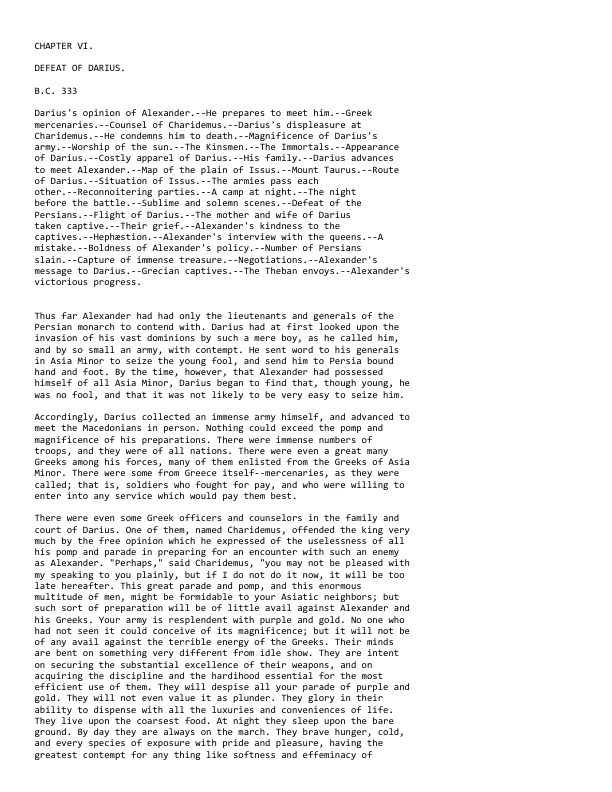 CHAPTER VI.
DEFEAT OF DARIUS.
B.C. 333
Darius's opinion of Alexander.--He prepares to meet him.--Greek
mercenaries.--Counsel of Charidemus.--Darius's displeasure at
Charidemus.--He condemns him to death.--Magnificence of Darius's
army.--Worship of the sun.--The Kinsmen.--The Immortals.--Appearance
of Darius.--Costly apparel of Darius.--His family.--Darius advances
to meet Alexander.--Map of the plain of Issus.--Mount Taurus.--Route
of Darius.--Situation of Issus.--The armies pass each
other.--Reconnoitering parties.--A camp at night.--The night
before the battle.--Sublime and solemn scenes.--Defeat of the
Persians.--Flight of Darius.--The mother and wife of Darius
taken captive.--Their grief.--Alexander's kindness to the
captives.--Hephæstion.--Alexander's interview with the queens.--A
mistake.--Boldness of Alexander's policy.--Number of Persians
slain.--Capture of immense treasure.--Negotiations.--Alexander's
message to Darius.--Grecian captives.--The Theban envoys.--Alexander's
victorious progress.
Thus far Alexander had had only the lieutenants and generals of the
Persian monarch to contend with. Darius had at first looked upon the
invasion of his vast dominions by such a mere boy, as he called him,
and by so small an army, with contempt. He sent word to his generals
in Asia Minor to seize the young fool, and send him to Persia bound
hand and foot. By the time, however, that Alexander had possessed
himself of all Asia Minor, Darius began to find that, though young, he
was no fool, and that it was not likely to be very easy to seize him.
Accordingly, Darius collected an immense army himself, and advanced to
meet the Macedonians in person. Nothing could exceed the pomp and
magnificence of his preparations. There were immense numbers of
troops, and they were of all nations. There were even a great many
Greeks among his forces, many of them enlisted from the Greeks of Asia
Minor. There were some from Greece itself--mercenaries, as they were
called; that is, soldiers who fought for pay, and who were willing to
enter into any service which would pay them best.
There were even some Greek officers and counselors in the family and
court of Darius. One of them, named Charidemus, offended the king very
much by the free opinion which he expressed of the uselessness of all
his pomp and parade in preparing for an encounter with such an enemy
as Alexander. "Perhaps," said Charidemus, "you may not be pleased with
my speaking to you plainly, but if I do not do it now, it will be too
late hereafter. This great parade and pomp, and this enormous
multitude of men, might be formidable to your Asiatic neighbors; but
such sort of preparation will be of little avail against Alexander and
his Greeks. Your army is resplendent with purple and gold. No one who
had not seen it could conceive of its magnificence; but it will not be
of any avail against the terrible energy of the Greeks. Their minds
are bent on something very different from idle show. They are intent
on securing the substantial excellence of their weapons, and on
acquiring the discipline and the hardihood essential for the most
efficient use of them. They will despise all your parade of purple and
gold. They will not even value it as plunder. They glory in their
ability to dispense with all the luxuries and conveniences of life.
They live upon the coarsest food. At night they sleep upon the bare
ground. By day they are always on the march. They brave hunger, cold,
and every species of exposure with pride and pleasure, having the
greatest contempt for any thing like softness and effeminacy of